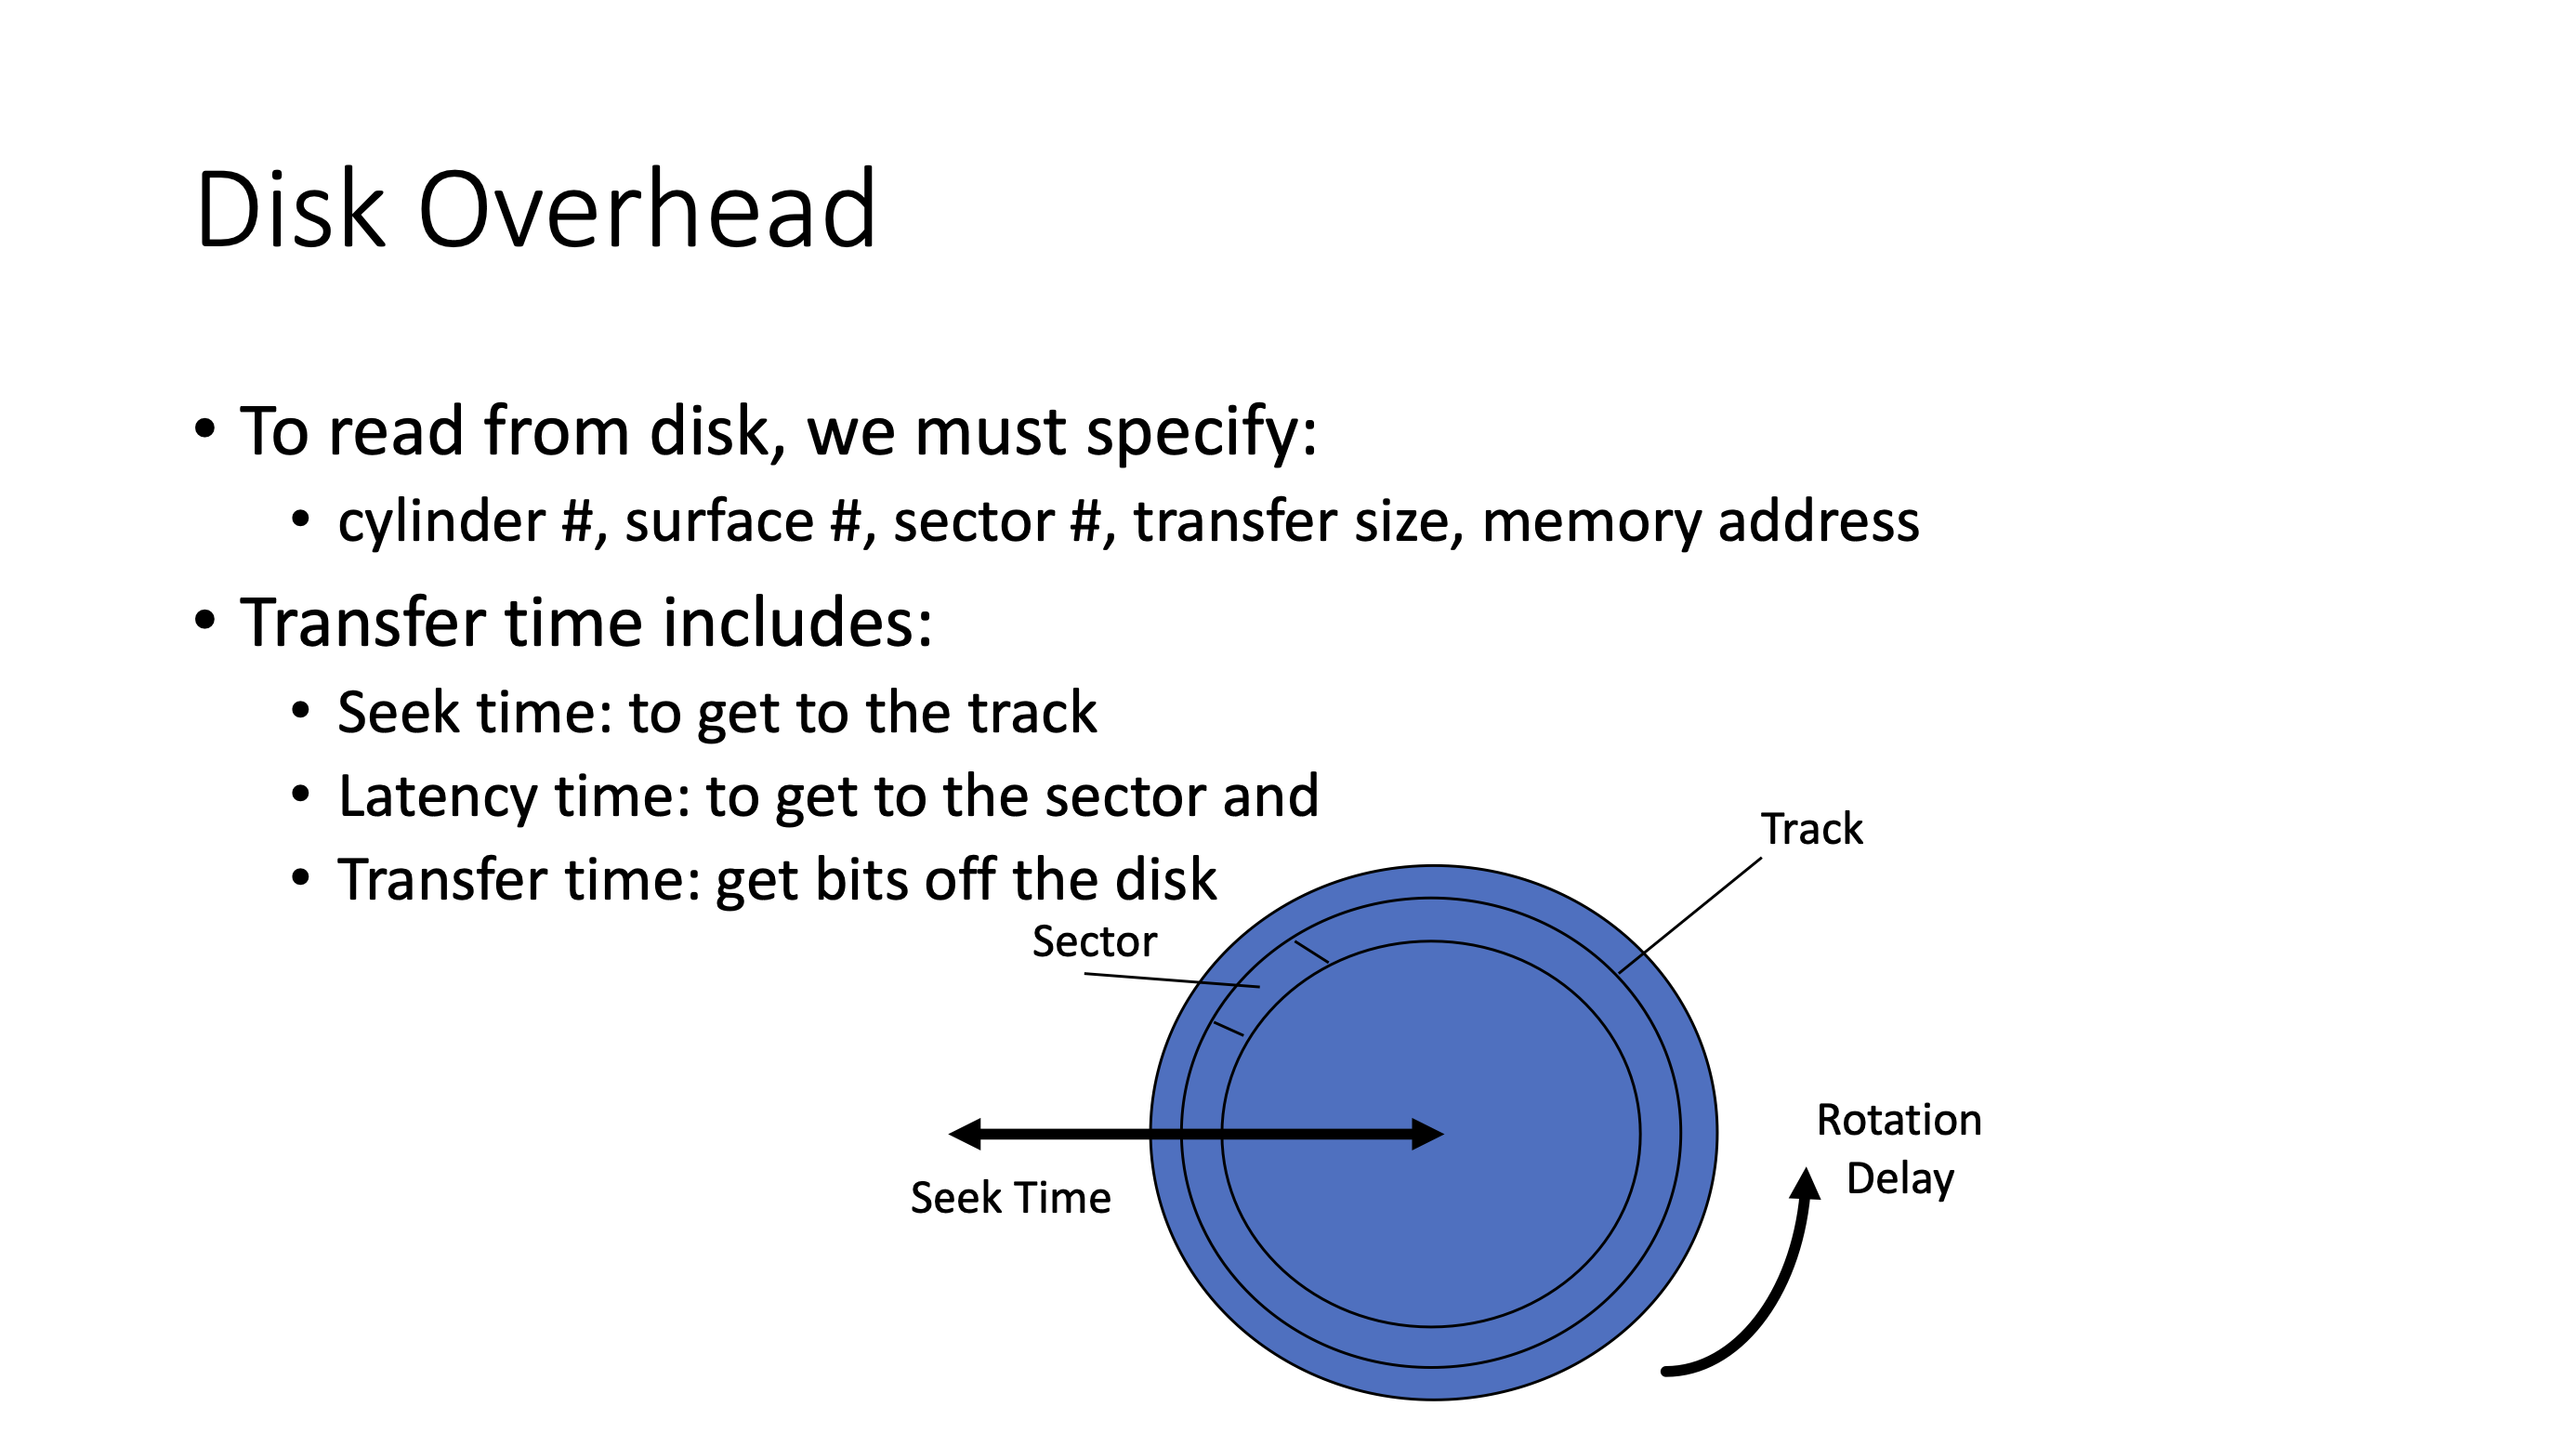 Disk Overhead
• To read from disk, we must specify:
• cylinder #, surface #, sector #, transfer size, memory address
• Transfer time includes:
• Seek time: to get to the track
• Latency time: to get to the sector and
• Transfer time: get bits off the disk
Track
Sector
Rotation
Delay
Seek Time